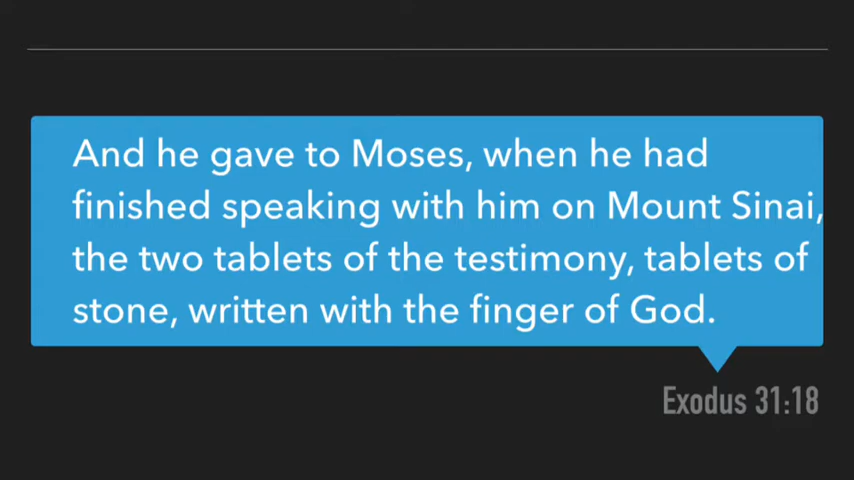 And he gave to Moses, when he had
finished speaking with him on Mount Sinai,
the two tablets of the testimony, tablets of
stone, written with the finger of God.
Exodus 31:18